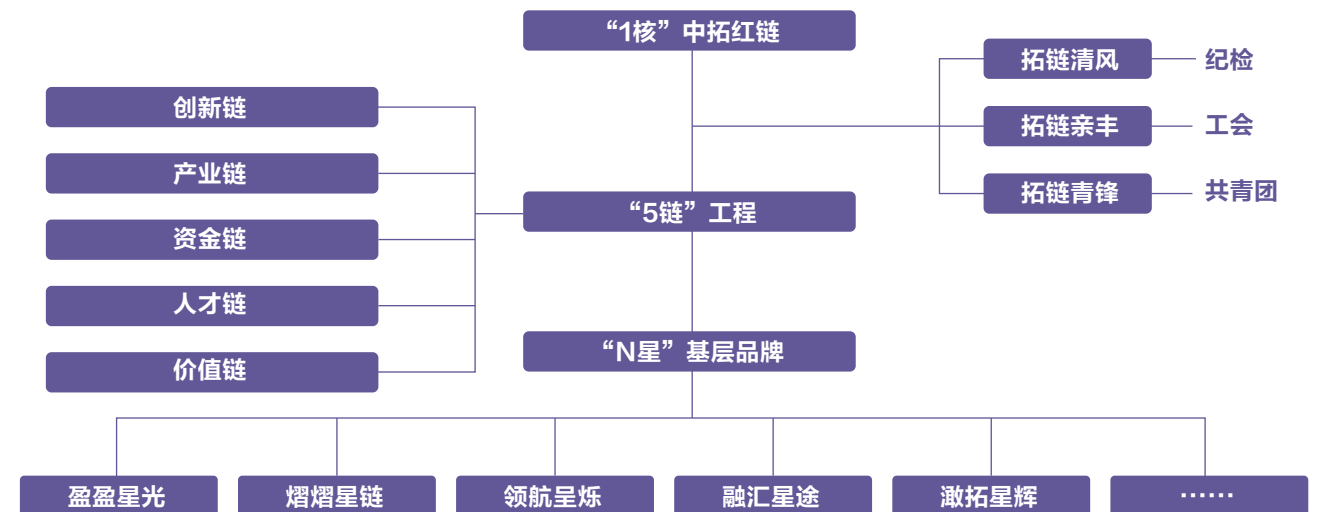 “1核”中拓红链
拓链清风
纪检
创新链
拓链亲丰
工会
产业链
拓链青锋
共青团
“5链”工程
资金链
人才链
“N星”基层品牌
价值链
盈盈星光
熠熠星链
领航呈烁
融汇星途
澉拓星辉
……